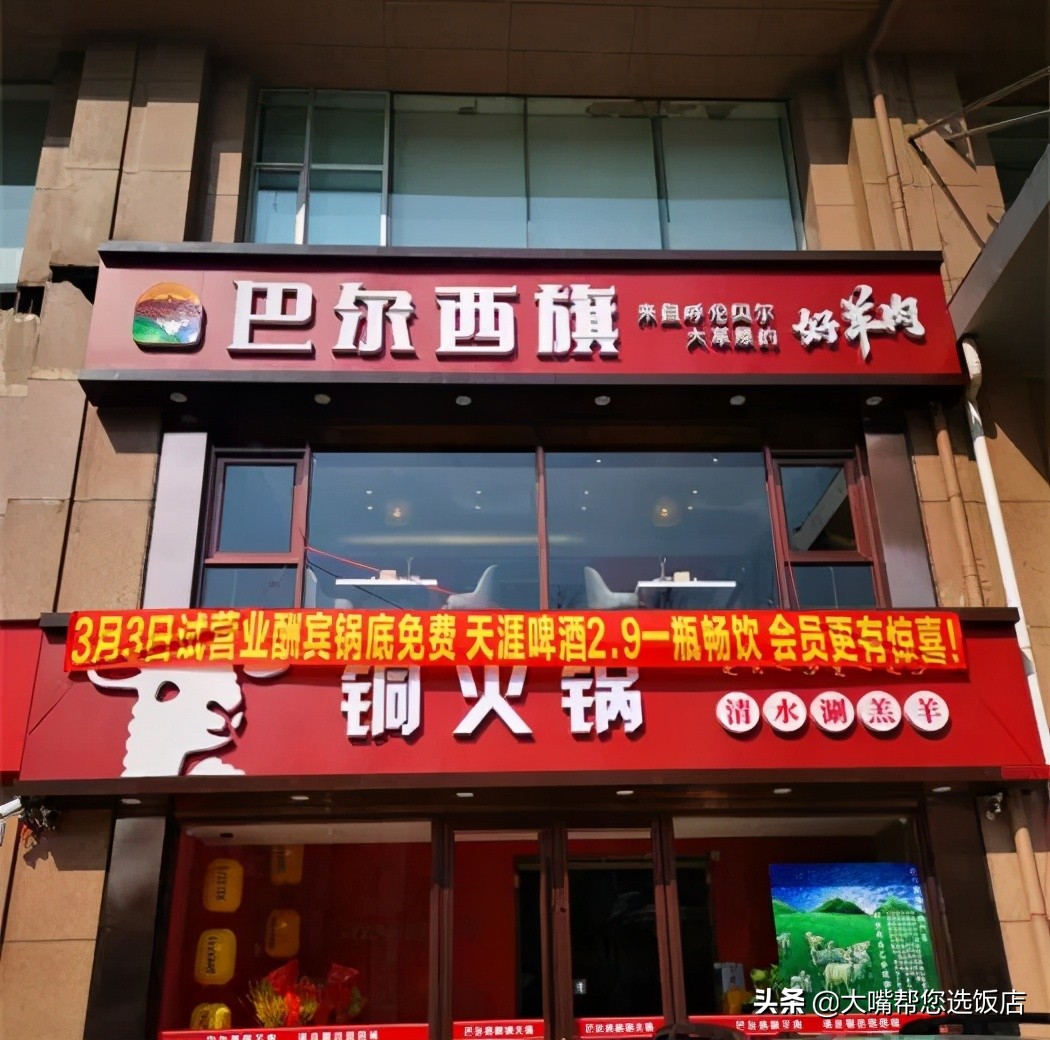 巴尔西旗
来自呼伦贝尔
大草原的
好羊肉
3月3日试营业酬宾锅底免费 天涯啤酒2.9一瓶畅饮 会员更有惊喜!
铜火锅
清水涮羔羊
头条 @大嘴帮您选饭店